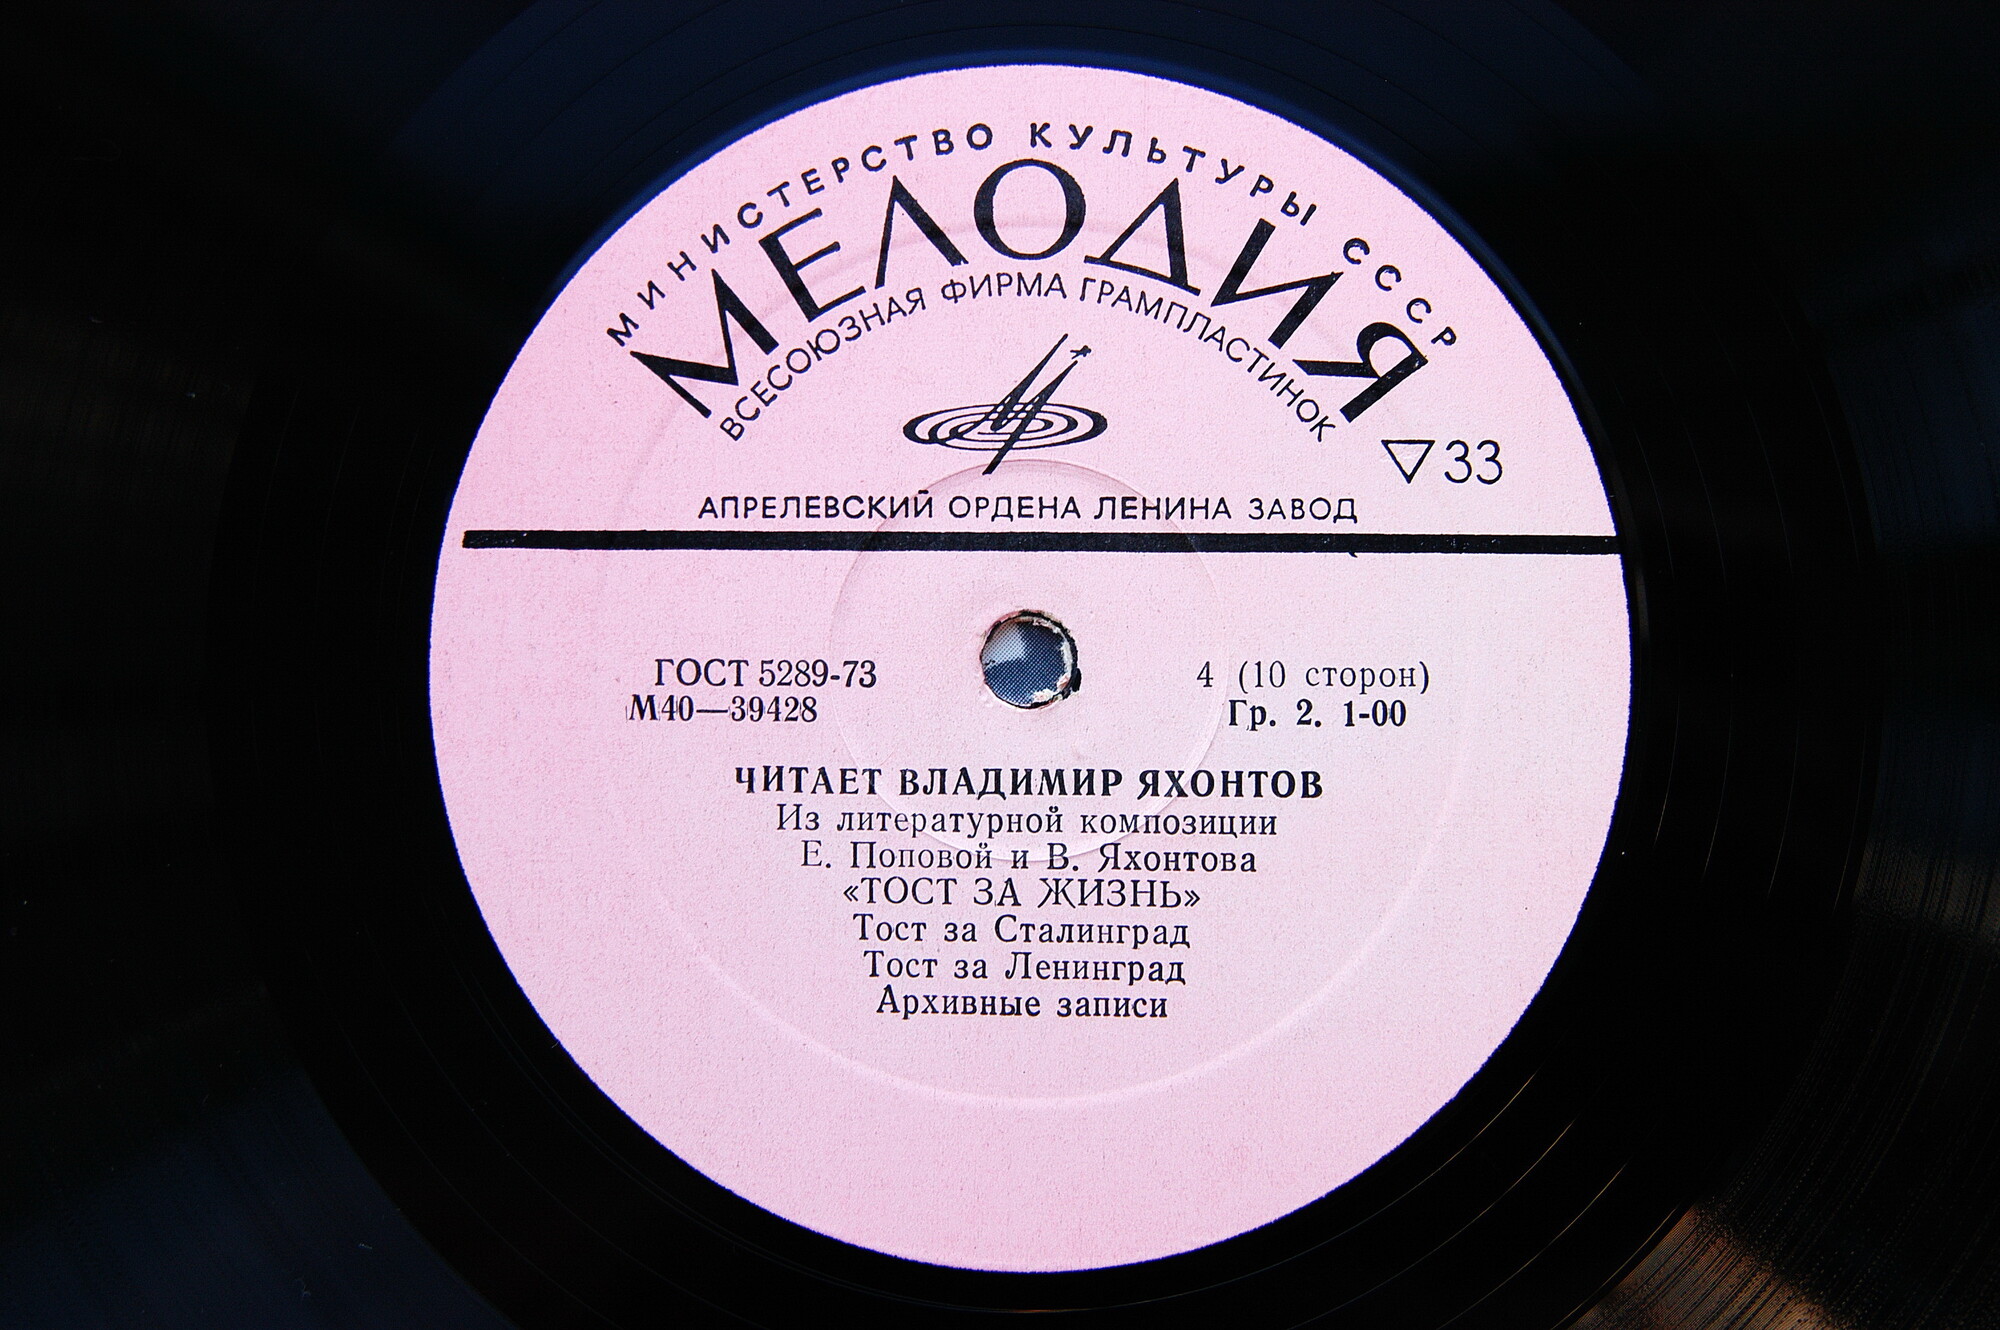 МИНИСТЕРСТВО КУЛЬТУРЫ СССР
МЕЛОДИЯ
ВСЕСОЮЗНАЯ ФИРМА ГРАМПЛАСТИНОК
33
АПРЕЛЕВСКИЙ ОРДЕНА ЛЕНИНА ЗАВОД
ГОСТ 5289-73
М40—39428
4 (10 сторон)
Гр. 2. 1-00
ЧИТАЕТ ВЛАДИМИР ЯХОНТОВ
Из литературной композиции
Е. Поповой и В. Яхонтова
«ТОСТ ЗА ЖИЗНЬ»
Тост за Сталинград
Тост за Ленинград
Архивные записи